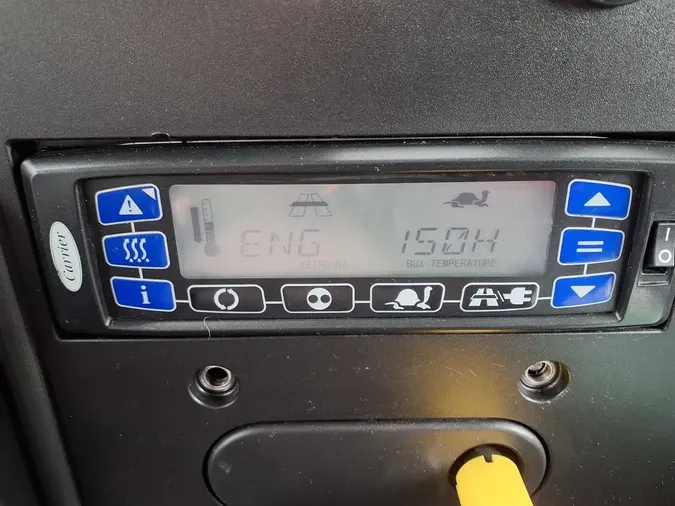 Carrier
ENG 150H
SETPOINT BOX TEMPERATURE
i
I
O